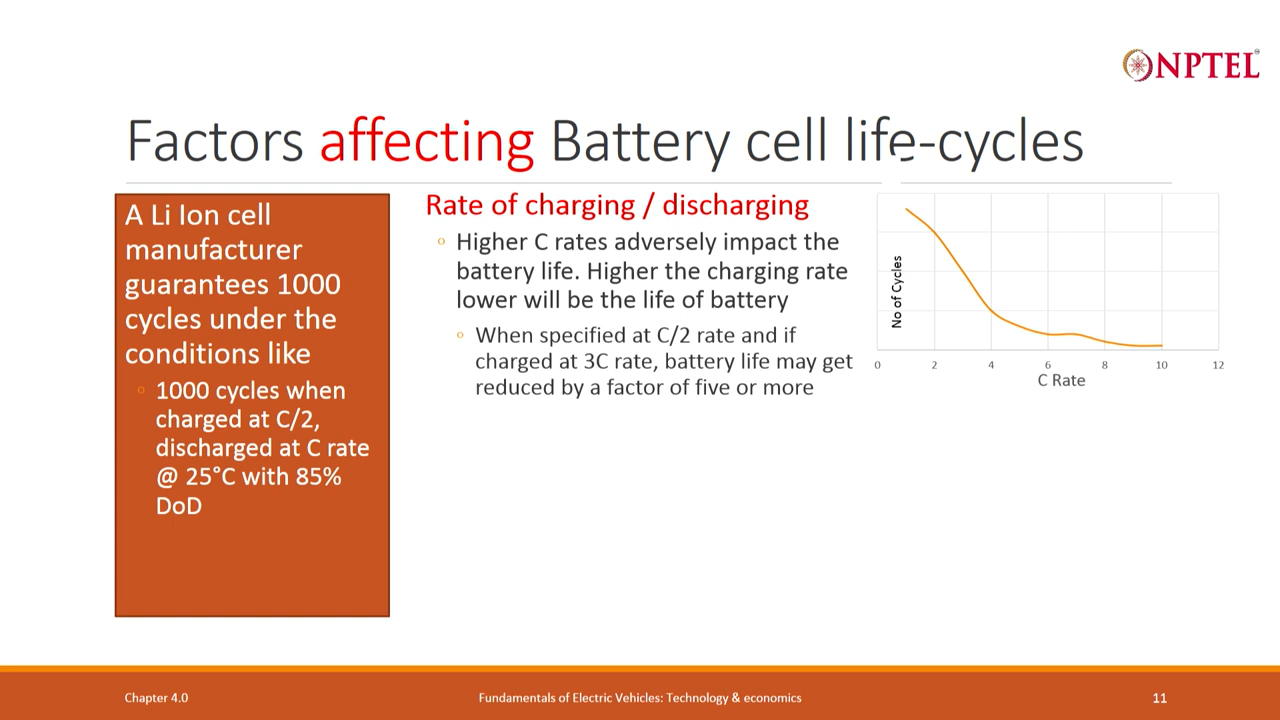 NPTEL
Factors affecting Battery cell life-cycles
A Li Ion cell
manufacturer
guarantees 1000
cycles under the
conditions like
◦ 1000 cycles when
charged at C/2,
discharged at C rate
@ 25°C with 85%
DoD
Rate of charging / discharging
◦ Higher C rates adversely impact the
battery life. Higher the charging rate
lower will be the life of battery
◦ When specified at C/2 rate and if
charged at 3C rate, battery life may get
reduced by a factor of five or more
No of Cycles
0 2 4 6 8 10 12
C Rate
Chapter 4.0
Fundamentals of Electric Vehicles: Technology & economics
11